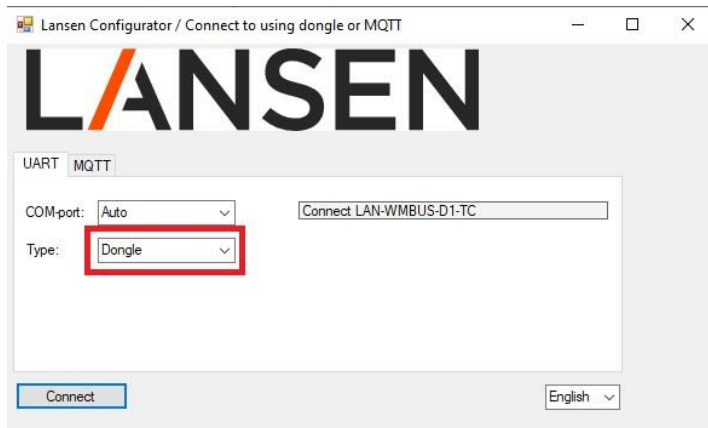 Lansen Configurator / Connect to using dongle or MQTT
LANSEN
UART MQTT
COM-port: Auto Connect LAN-WMBUS-D1-TC
Type: Dongle
Connect English